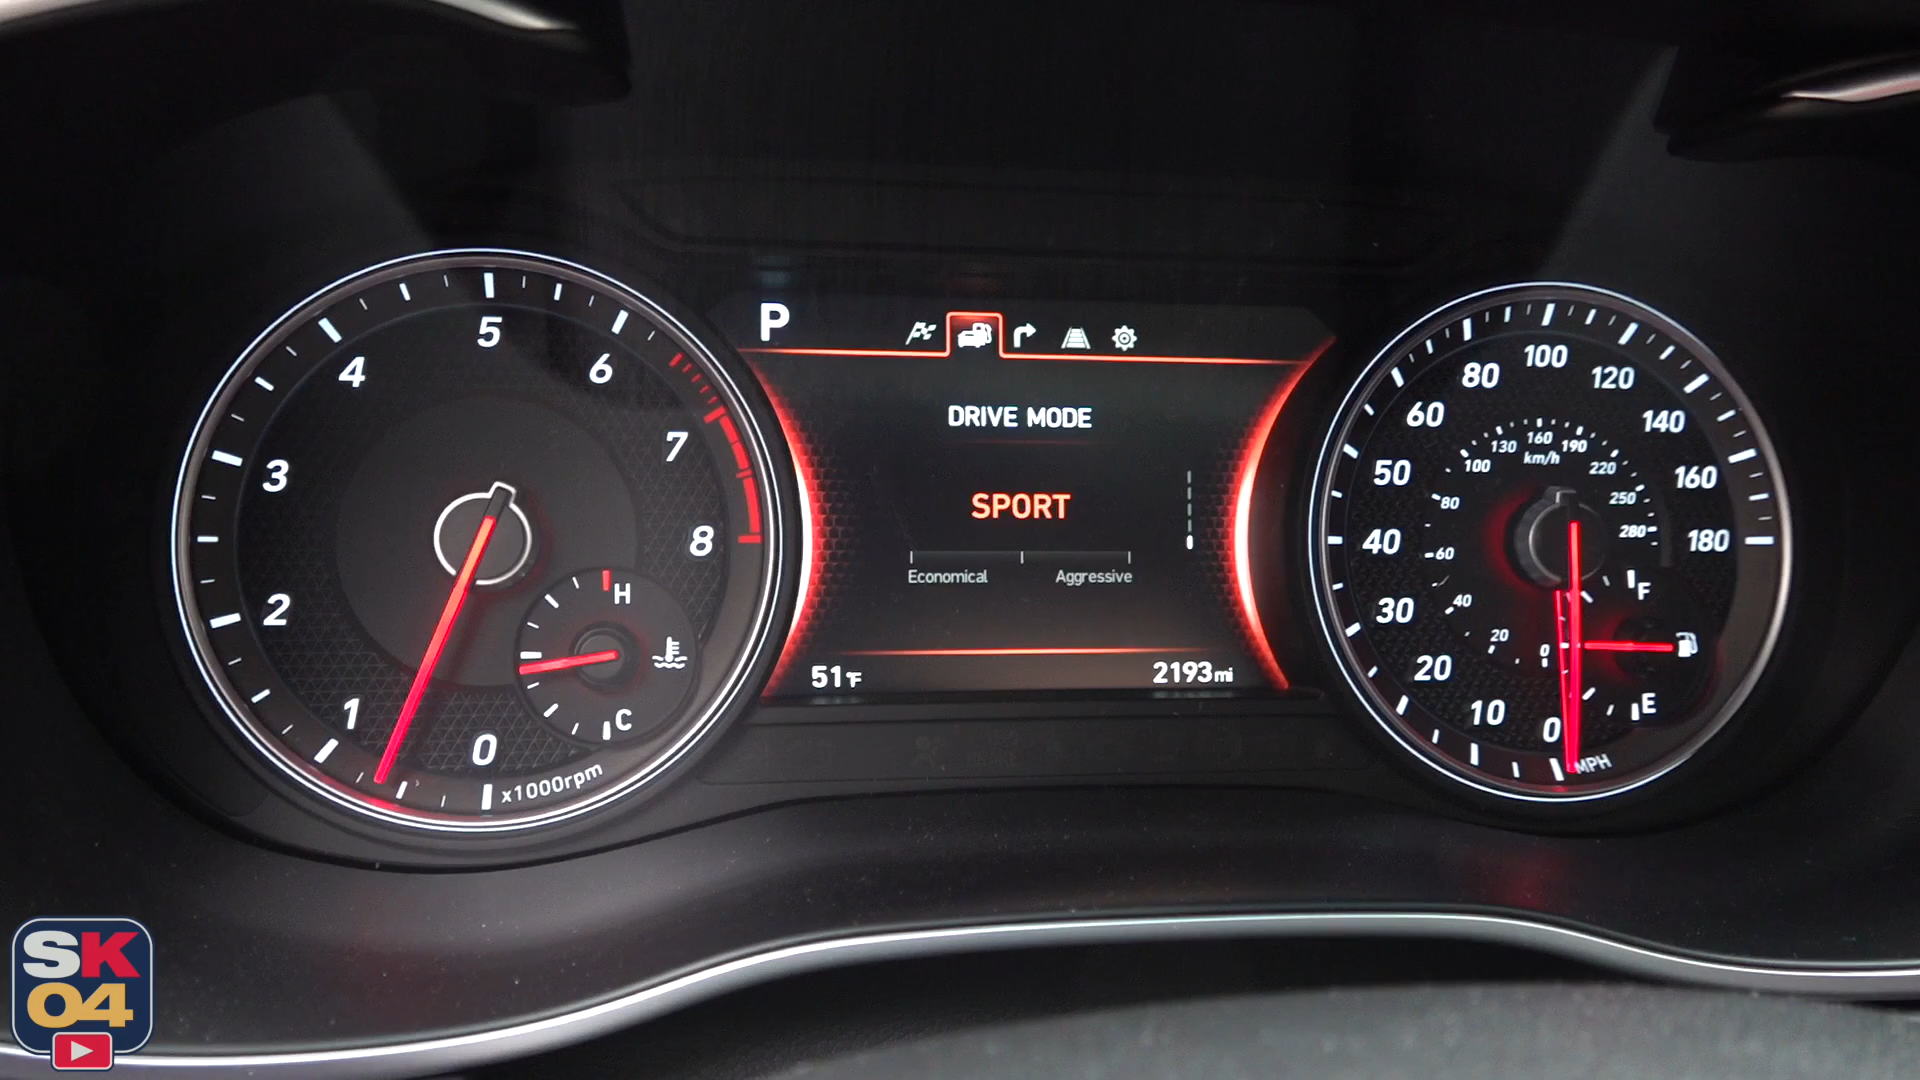 P
DRIVE MODE
SPORT
Economical Aggressive
51°F 2193mi
0 1 2 3 4 5 6 7 8
x1000rpm
H
C
0 10 20 30 40 50 60 80 100 120 140 160 180
MPH
0 20 40 60 80 100 130 160 190 220 250 280
km/h
F
E
SK
04